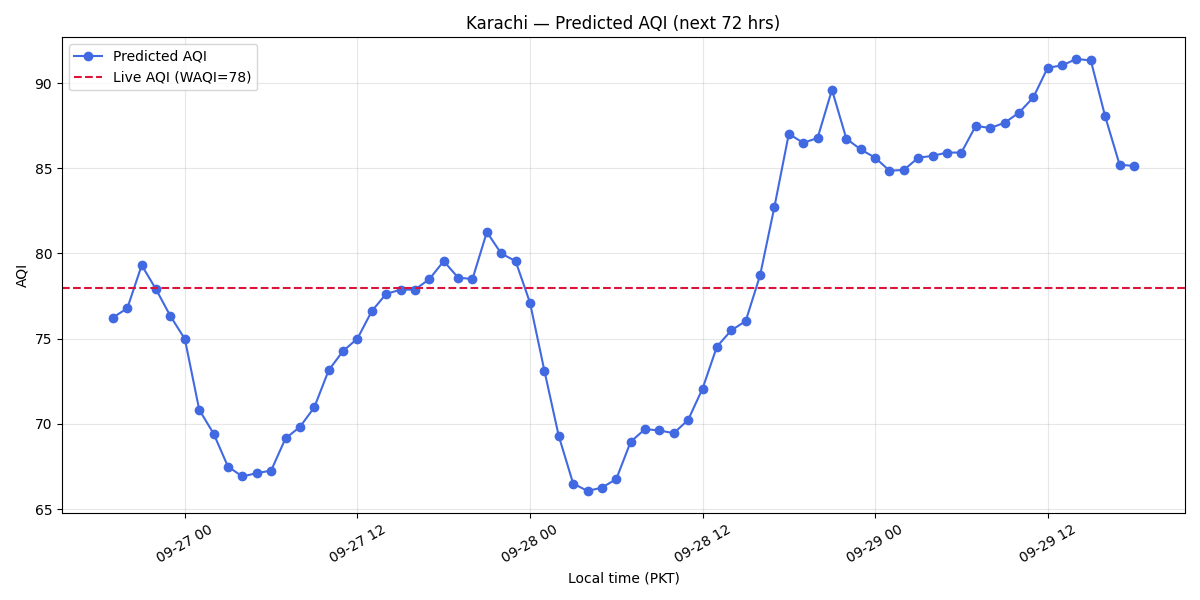 Karachi — Predicted AQI (next 72 hrs)
Predicted AQI
Live AQI (WAQI=78)
AQI
90
85
80
75
70
65
09-27 00
09-27 12
09-28 00
09-28 12
09-29 00
09-29 12
Local time (PKT)